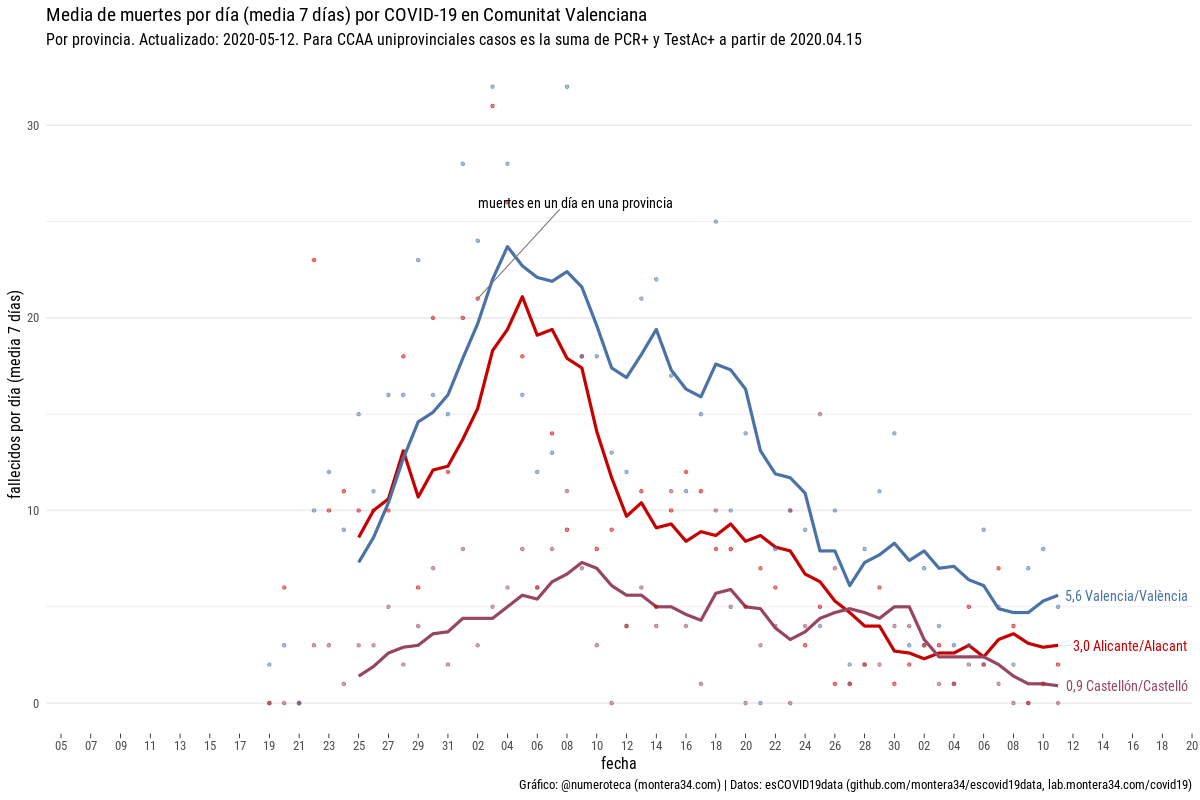 Media de muertes por día (media 7 días) por COVID-19 en Comunitat Valenciana
Por provincia. Actualizado: 2020-05-12. Para CCAA uniprovinciales casos es la suma de PCR+ y TestAc+ a partir de 2020.04.15
fallecidos por día (media 7 días)
30
20
10
0
muertes en un día en una provincia
5,6 Valencia/València
3,0 Alicante/Alacant
0,9 Castellón/Castelló
05 07 09 11 13 15 17 19 21 23 25 27 29 31 02 04 06 08 10 12 14 16 18 20 22 24 26 28 30 02 04 06 08 10 12 14 16 18 20
fecha
Gráfico: @numeroteca (montera34.com) | Datos: esCOVID19data (github.com/montera34/escovid19data, lab.montera34.com/covid19)